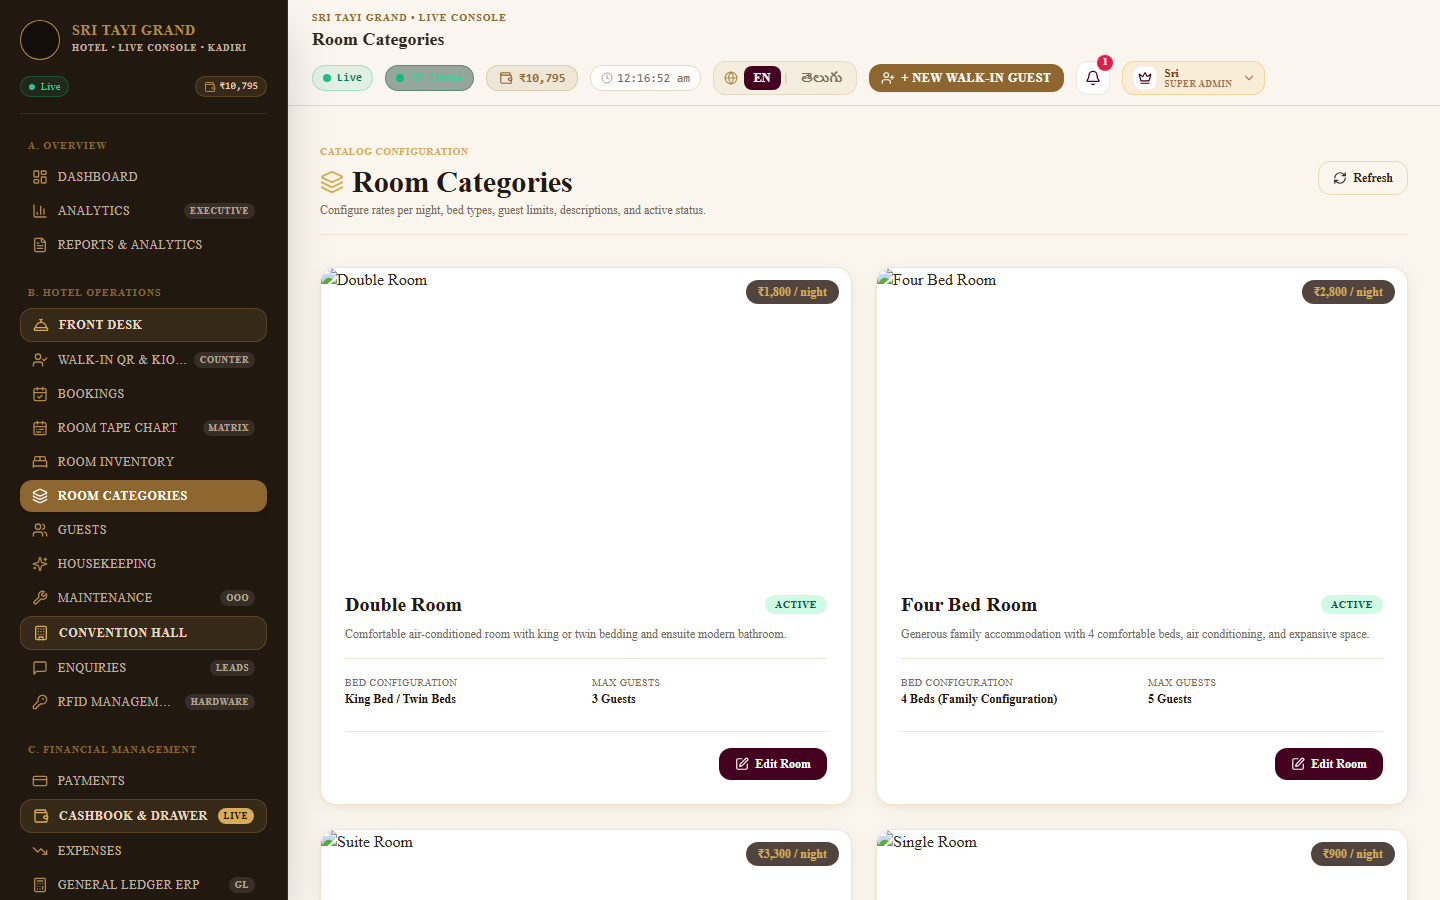 SRI TAYI GRAND
HOTEL • LIVE CONSOLE • KADIRI
Live
₹10,795
A. OVERVIEW
DASHBOARD
ANALYTICS
EXECUTIVE
REPORTS & ANALYTICS
B. HOTEL OPERATIONS
FRONT DESK
WALK-IN QR & KIO...
COUNTER
BOOKINGS
ROOM TAPE CHART
MATRIX
ROOM INVENTORY
ROOM CATEGORIES
GUESTS
HOUSEKEEPING
MAINTENANCE
OOO
CONVENTION HALL
ENQUIRIES
LEADS
RFID MANAGEM...
HARDWARE
C. FINANCIAL MANAGEMENT
PAYMENTS
CASHBOOK & DRAWER
LIVE
EXPENSES
GENERAL LEDGER ERP
GL
SRI TAYI GRAND • LIVE CONSOLE
Room Categories
Live
₹10,795
12:16:52 am
EN
|
తెలుగు
+ NEW WALK-IN GUEST
1
Sri
SUPER ADMIN
CATALOG CONFIGURATION
Room Categories
Configure rates per night, bed types, guest limits, descriptions, and active status.
Refresh
Double Room
₹1,800 / night
Double Room
ACTIVE
Comfortable air-conditioned room with king or twin bedding and ensuite modern bathroom.
BED CONFIGURATION
MAX GUESTS
King Bed / Twin Beds
3 Guests
Edit Room
Four Bed Room
₹2,800 / night
Four Bed Room
ACTIVE
Generous family accommodation with 4 comfortable beds, air conditioning, and expansive space.
BED CONFIGURATION
MAX GUESTS
4 Beds (Family Configuration)
5 Guests
Edit Room
Suite Room
₹3,300 / night
Single Room
₹900 / night